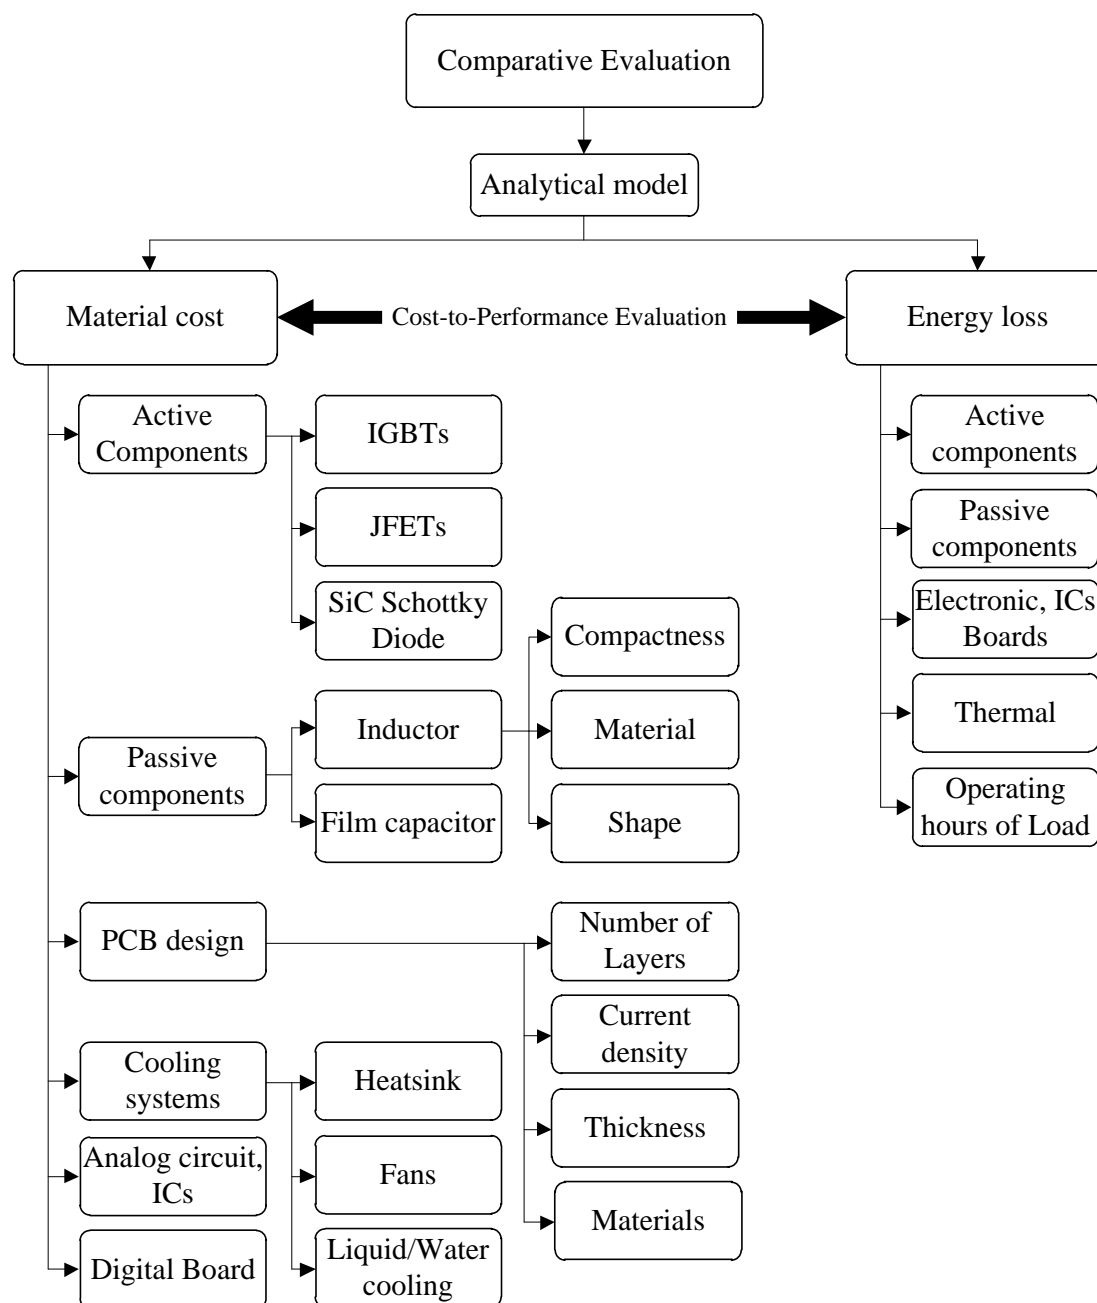 Comparative Evaluation
Analytical model
Material cost
Cost-to-Performance Evaluation
Energy loss
Active
Components
IGBTs
JFETs
SiC Schottky
Diode
Passive
components
Inductor
Film capacitor
Compactness
Material
Shape
PCB design
Number of
Layers
Current
density
Thickness
Materials
Cooling
systems
Heatsink
Fans
Liquid/Water
cooling
Analog circuit,
ICs
Digital Board
Active
components
Passive
components
Electronic, ICs
Boards
Thermal
Operating
hours of Load